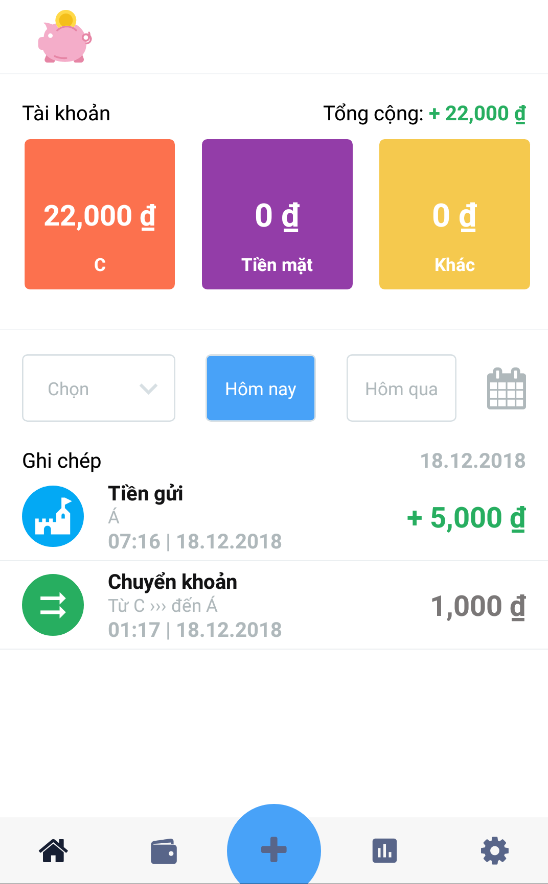 Tài khoản
Tổng cộng: + 22,000 ₫
22,000 ₫
C
0 ₫
Tiền mặt
0 ₫
Khác
Chọn
Hôm nay
Hôm qua
Ghi chép
18.12.2018
Tiền gửi
Á
07:16 | 18.12.2018
+ 5,000 ₫
Chuyển khoản
Từ C ››› đến Á
01:17 | 18.12.2018
1,000 ₫